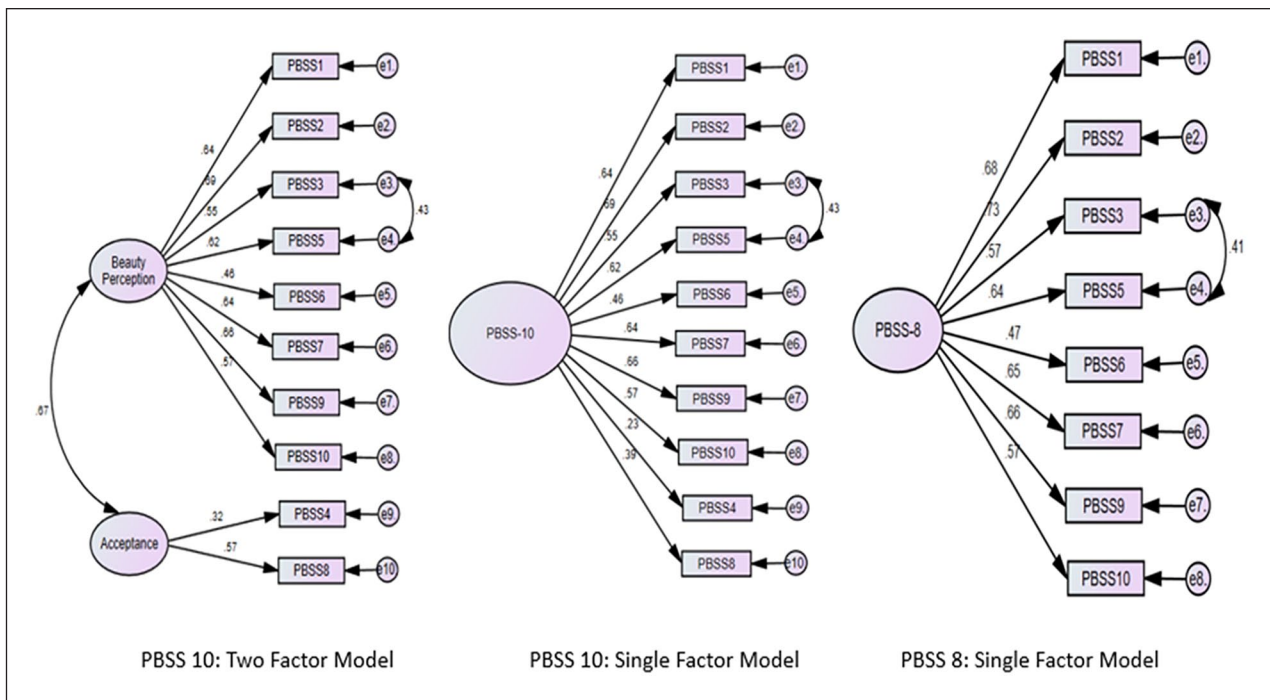 PBSS1
e1.
.64
PBSS2
e2.
.69
PBSS3
e3.
.55
.43
PBSS5
e4.
.62
Beauty
Perception
PBSS6
e5.
.46
PBSS7
e6.
.64
PBSS9
e7.
.66
PBSS10
e8.
.57
.67
PBSS4
e9.
.32
Acceptance
PBSS8
e10
.57
PBSS 10: Two Factor Model
PBSS1
e1.
.64
PBSS2
e2.
.69
PBSS3
e3.
.55
.43
PBSS5
e4.
.62
PBSS-10
PBSS6
e5.
.46
PBSS7
e6.
.64
PBSS9
e7.
.66
PBSS10
e8.
.57
PBSS4
e9.
.23
PBSS8
e10
.39
PBSS 10: Single Factor Model
PBSS1
e1.
.68
PBSS2
e2.
.73
PBSS3
e3.
.57
.41
PBSS5
e4.
.64
PBSS-8
PBSS6
e5.
.47
PBSS7
e6.
.65
PBSS9
e7.
.66
PBSS10
e8.
.57
PBSS 8: Single Factor Model